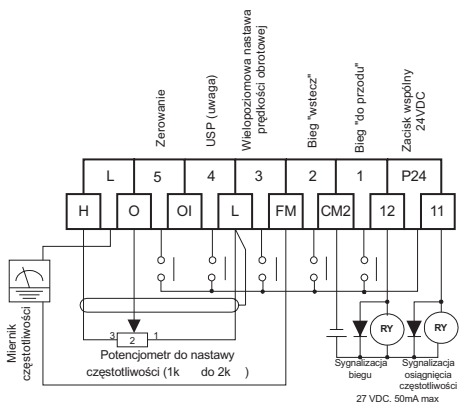 Zerowanie
USP (uwaga)
Wielopoziomowa nastawa
prędkości obrotowej
Bieg "wstecz"
Bieg "do przodu"
Zacisk wspólny
24VDC
L 5 4 3 2 1 P24
H O OI L FM CM2 12 11
Miernik
częstotliwości
3 2 1
RY RY
Potencjometr do nastawy
częstotliwości (1k do 2k )
Sygnalizacja
biegu
Sygnalizacja
osiągnięcia
częstotliwości
27 VDC, 50mA max